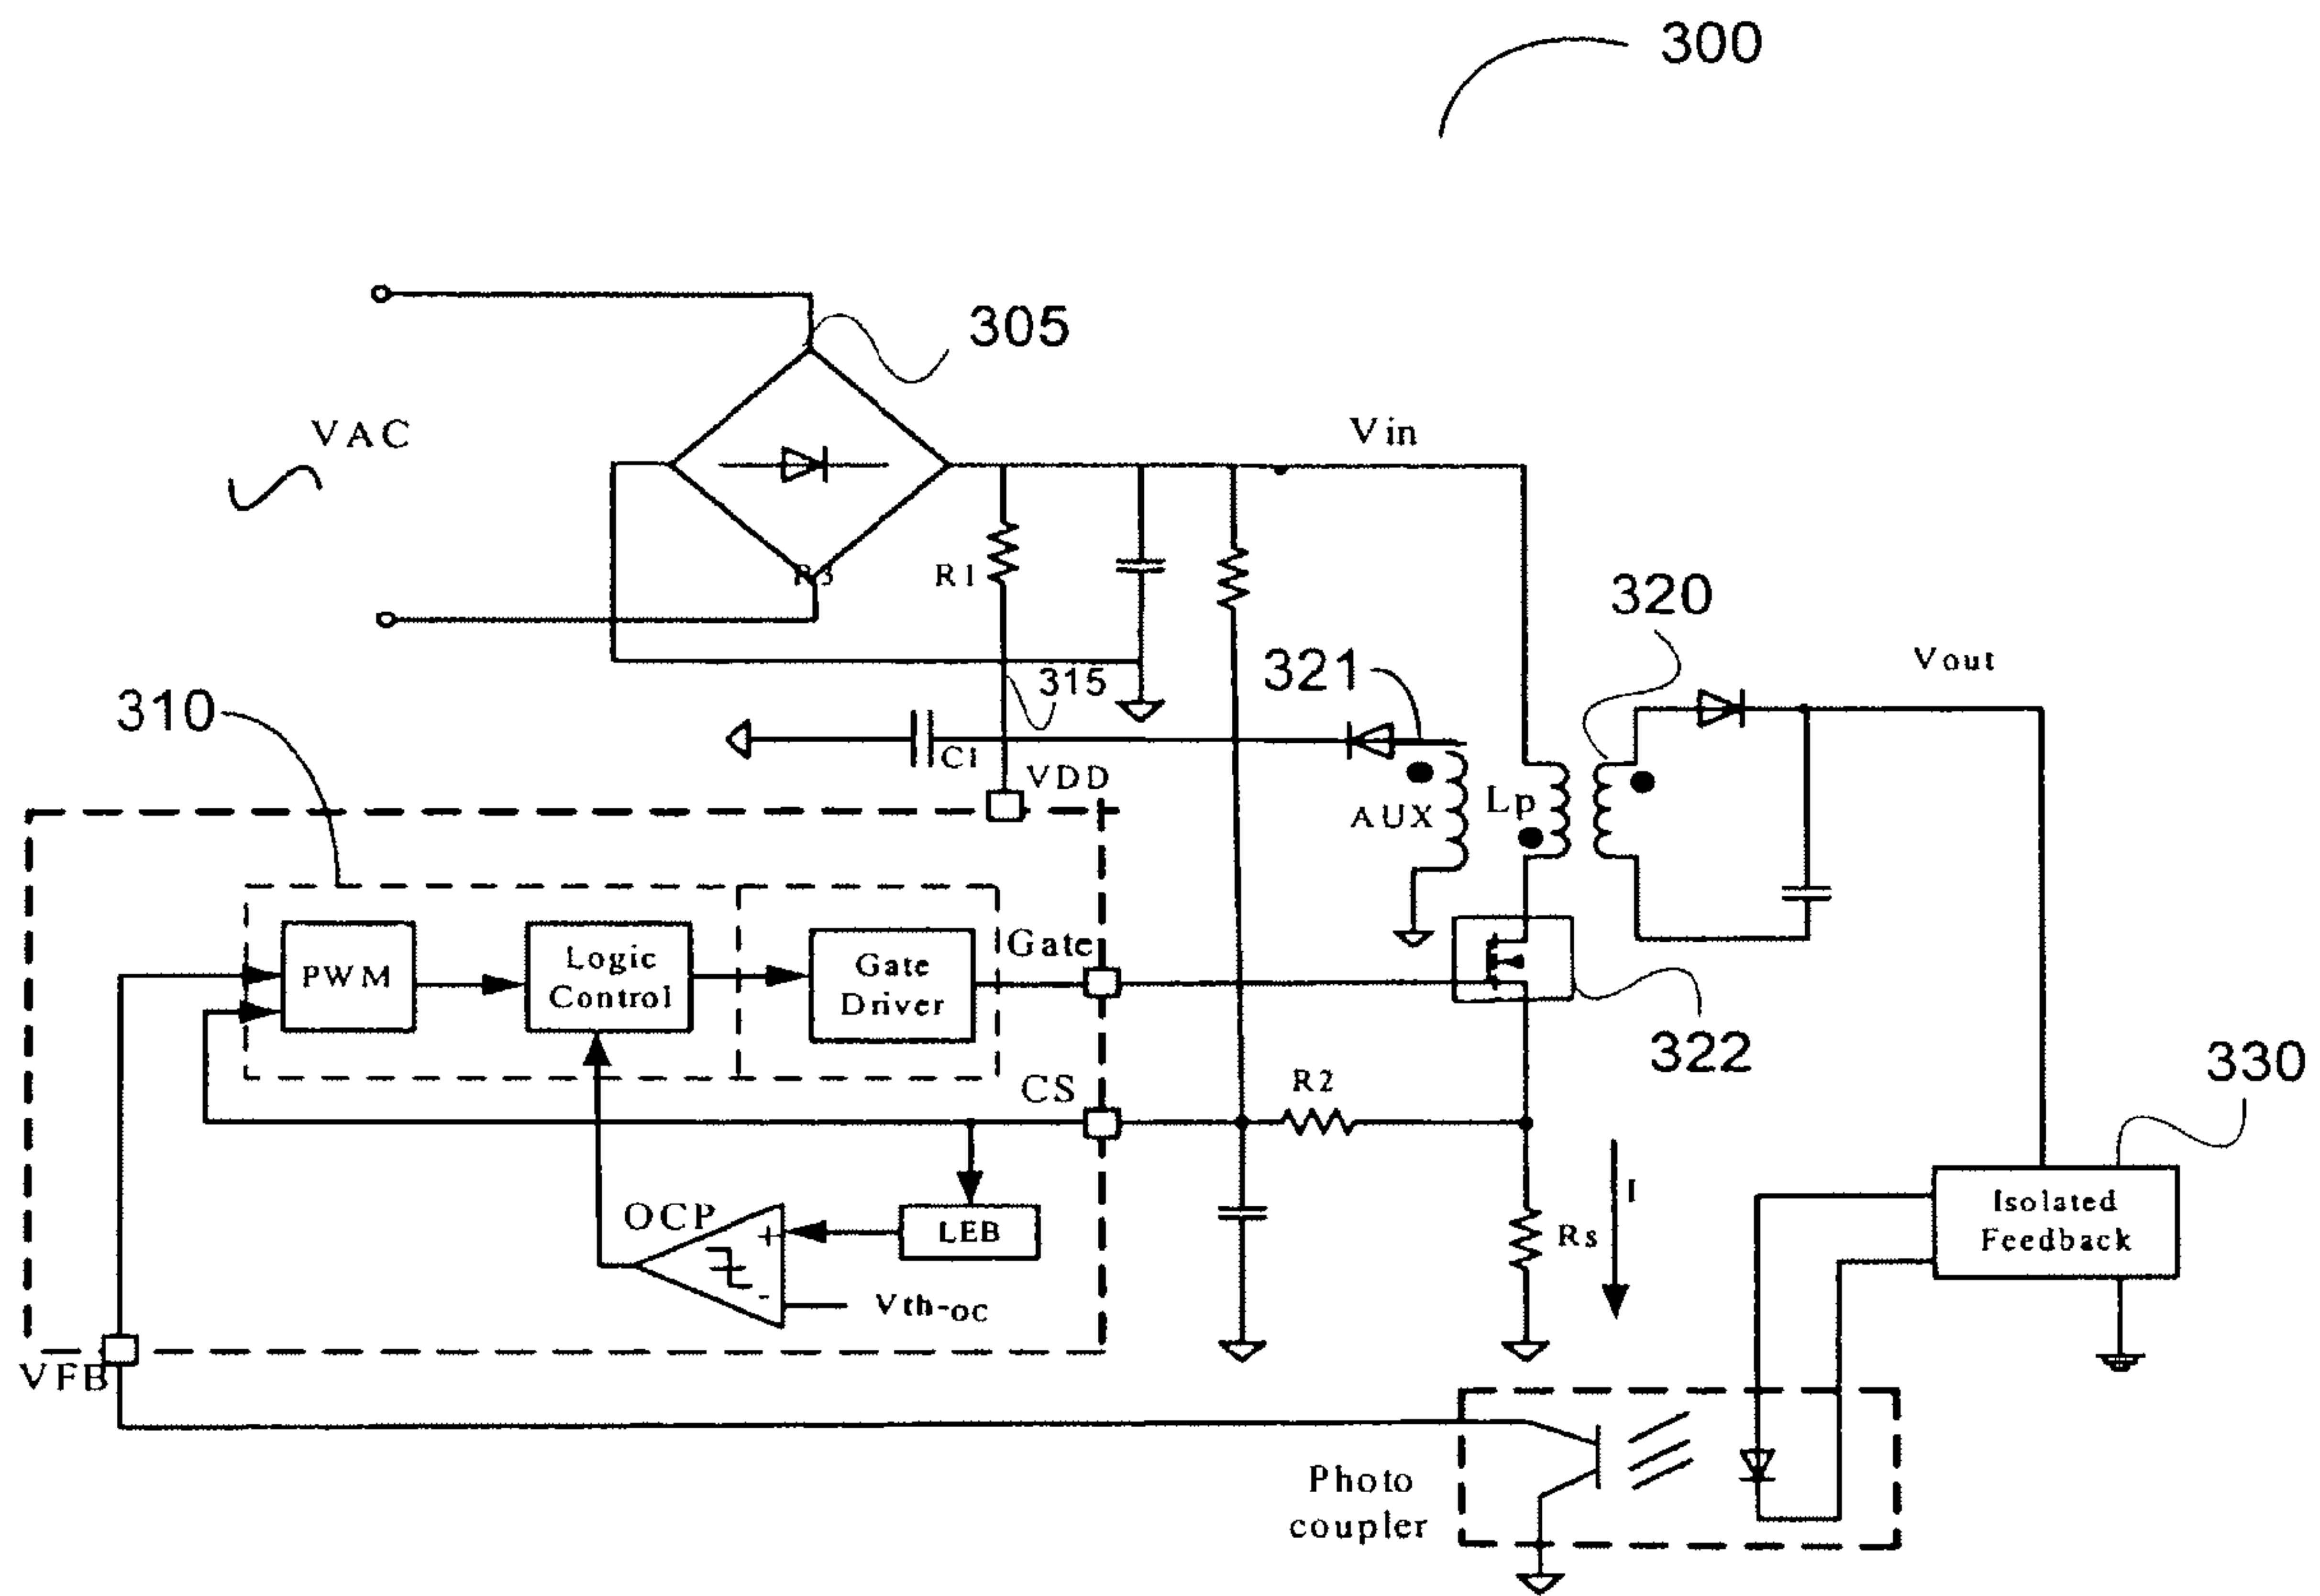 300
305
VAC
Vin
R3
R1
320
321
315
Vout
310
C1
VDD
Lp
AUX
PWM
Logic
Control
Gate
Driver
Gate
322
330
CS
R2
OCP
+
LEB
-
Vth-oc
Rs
I
Isolated
Feedback
VFB
Photo
coupler